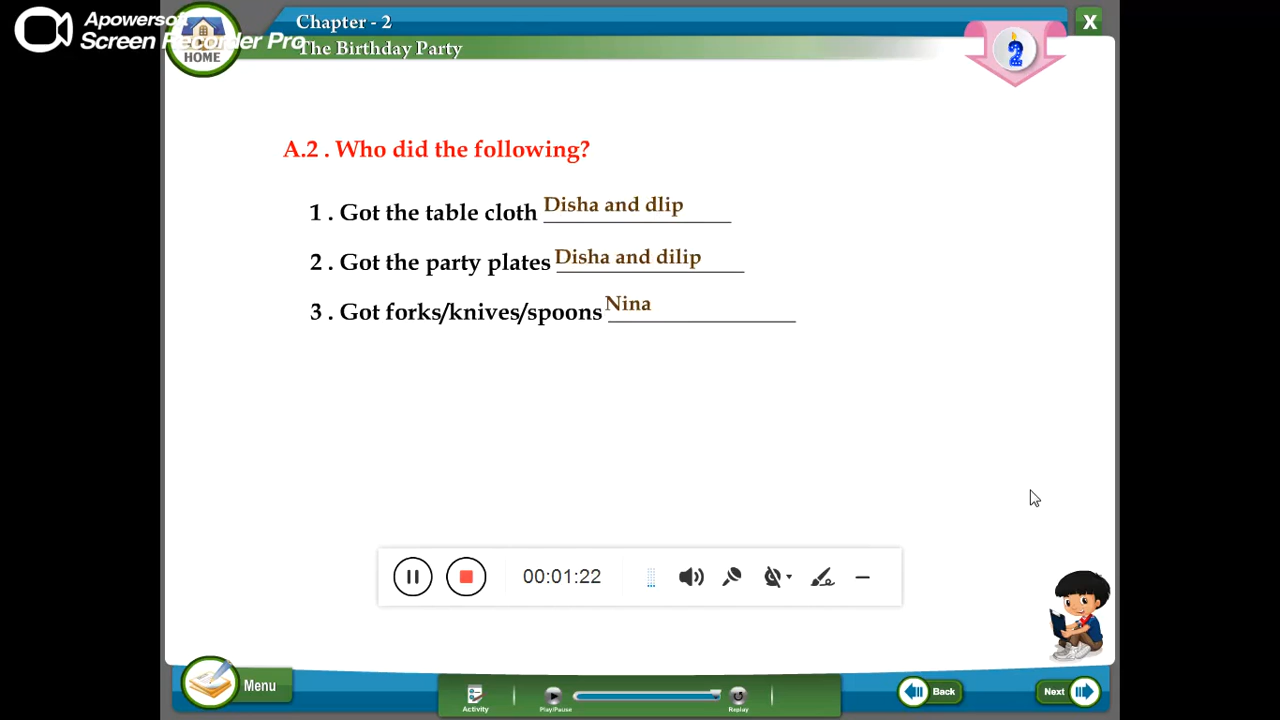 Apowersoft
Screen Recorder Pro
HOME
Chapter - 2
The Birthday Party
2
X
A.2 . Who did the following?
1 . Got the table cloth Disha and dlip
2 . Got the party plates Disha and dilip
3 . Got forks/knives/spoons Nina
00:01:22
Menu
Activity
Play/Pause
Replay
Back
Next